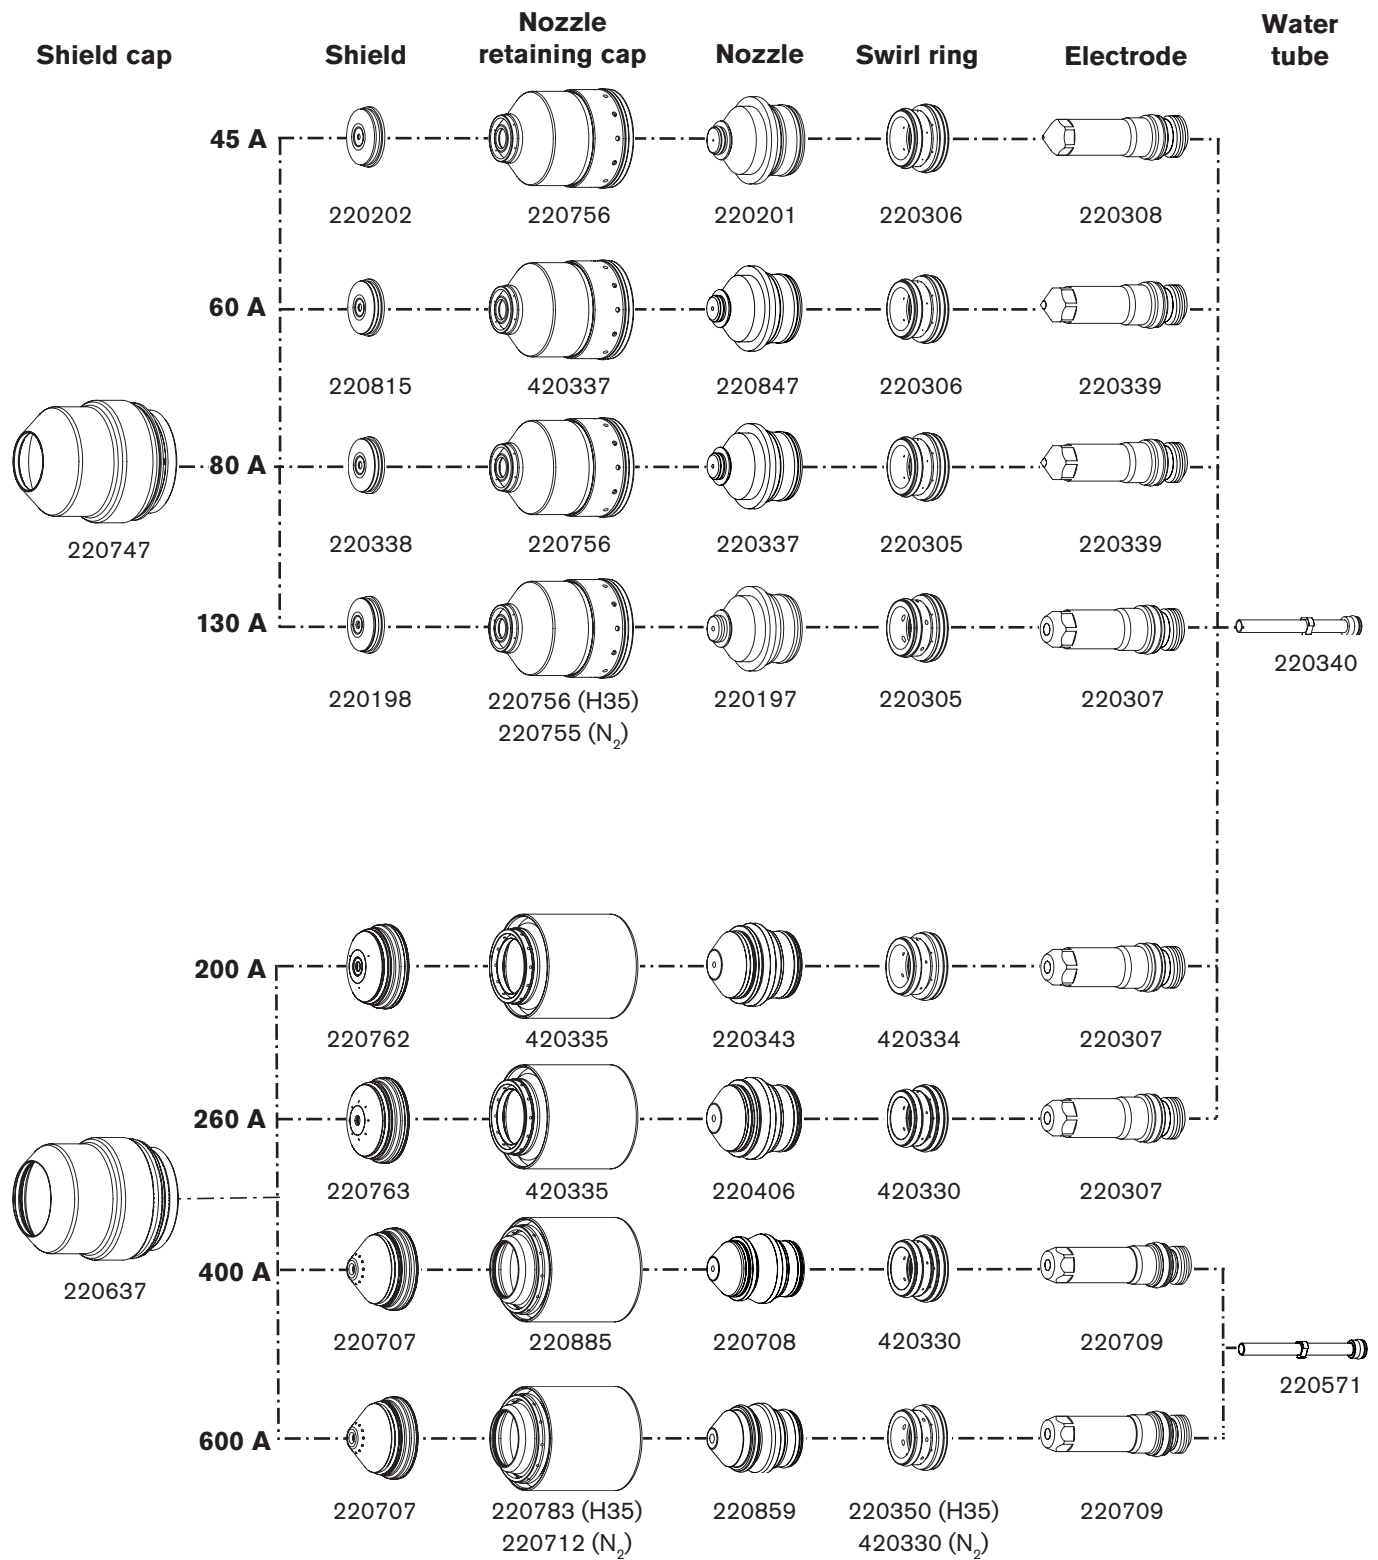 Shield cap
Shield
Nozzle
retaining cap
Nozzle
Swirl ring
Electrode
Water
tube
45 A
220202
220756
220201
220306
220308
60 A
220815
420337
220847
220306
220339
220747
80 A
220338
220756
220337
220305
220339
130 A
220198
220756 (H35)
220755 (N₂)
220197
220305
220307
220340
200 A
220762
420335
220343
420334
220307
260 A
220763
420335
220406
420330
220307
220637
400 A
220707
220885
220708
420330
220709
220571
600 A
220707
220783 (H35)
220712 (N₂)
220859
220350 (H35)
420330 (N₂)
220709